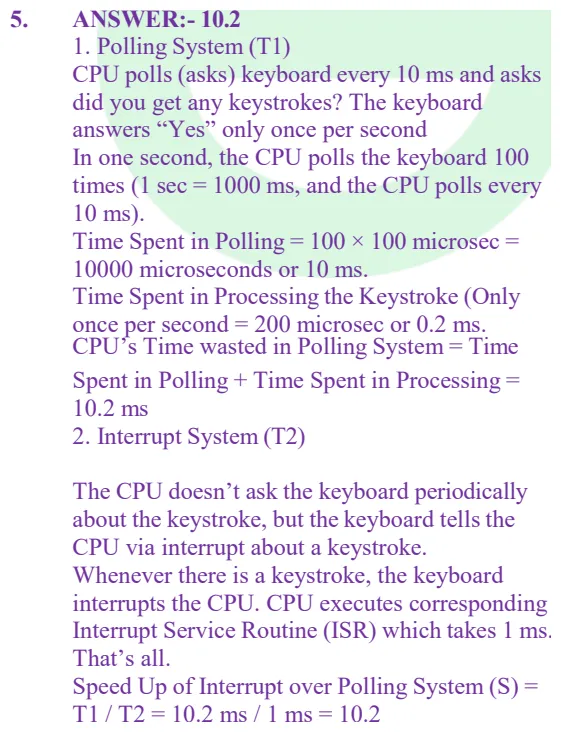 5. ANSWER:- 10.2
1. Polling System (T1)
CPU polls (asks) keyboard every 10 ms and asks
did you get any keystrokes? The keyboard
answers “Yes” only once per second
In one second, the CPU polls the keyboard 100
times (1 sec = 1000 ms, and the CPU polls every
10 ms).
Time Spent in Polling = 100 × 100 microsec =
10000 microseconds or 10 ms.
Time Spent in Processing the Keystroke (Only
once per second = 200 microsec or 0.2 ms.
CPU’s Time wasted in Polling System = Time
Spent in Polling + Time Spent in Processing =
10.2 ms
2. Interrupt System (T2)
The CPU doesn’t ask the keyboard periodically
about the keystroke, but the keyboard tells the
CPU via interrupt about a keystroke.
Whenever there is a keystroke, the keyboard
interrupts the CPU. CPU executes corresponding
Interrupt Service Routine (ISR) which takes 1 ms.
That’s all.
Speed Up of Interrupt over Polling System (S) =
T1 / T2 = 10.2 ms / 1 ms = 10.2